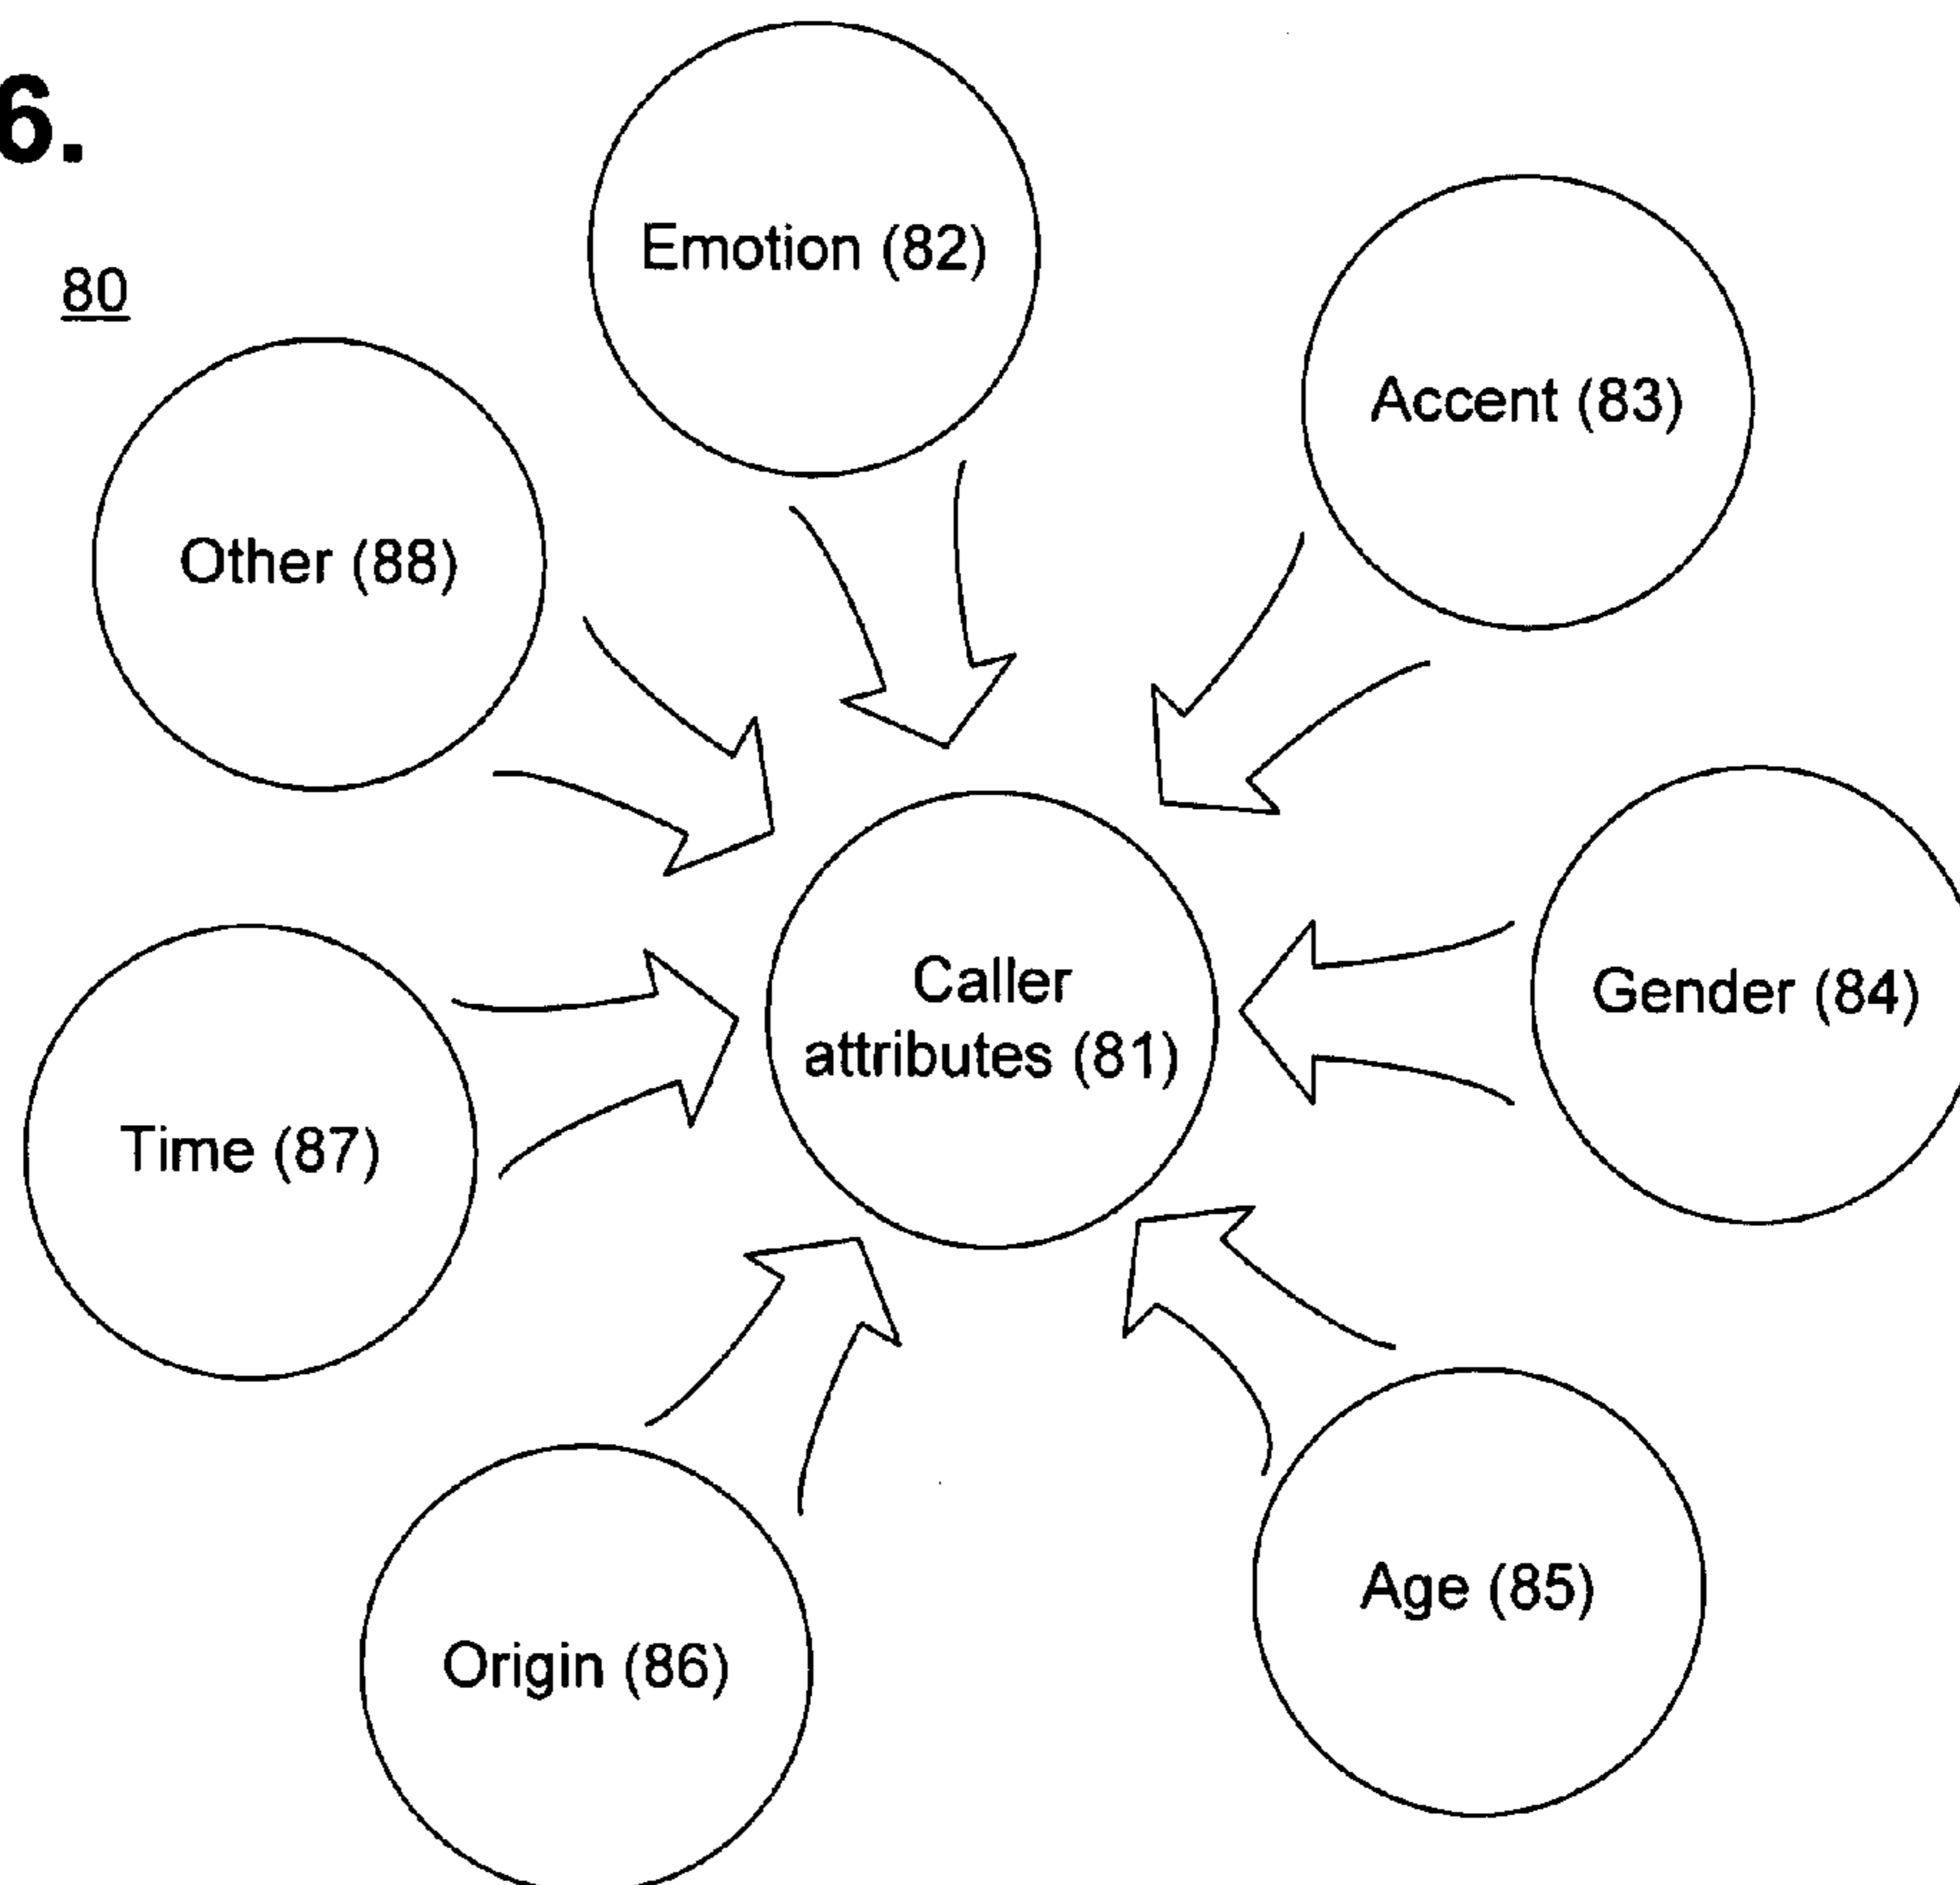 6.
80
Emotion (82)
Accent (83)
Other (88)
Caller
attributes (81)
Gender (84)
Time (87)
Age (85)
Origin (86)